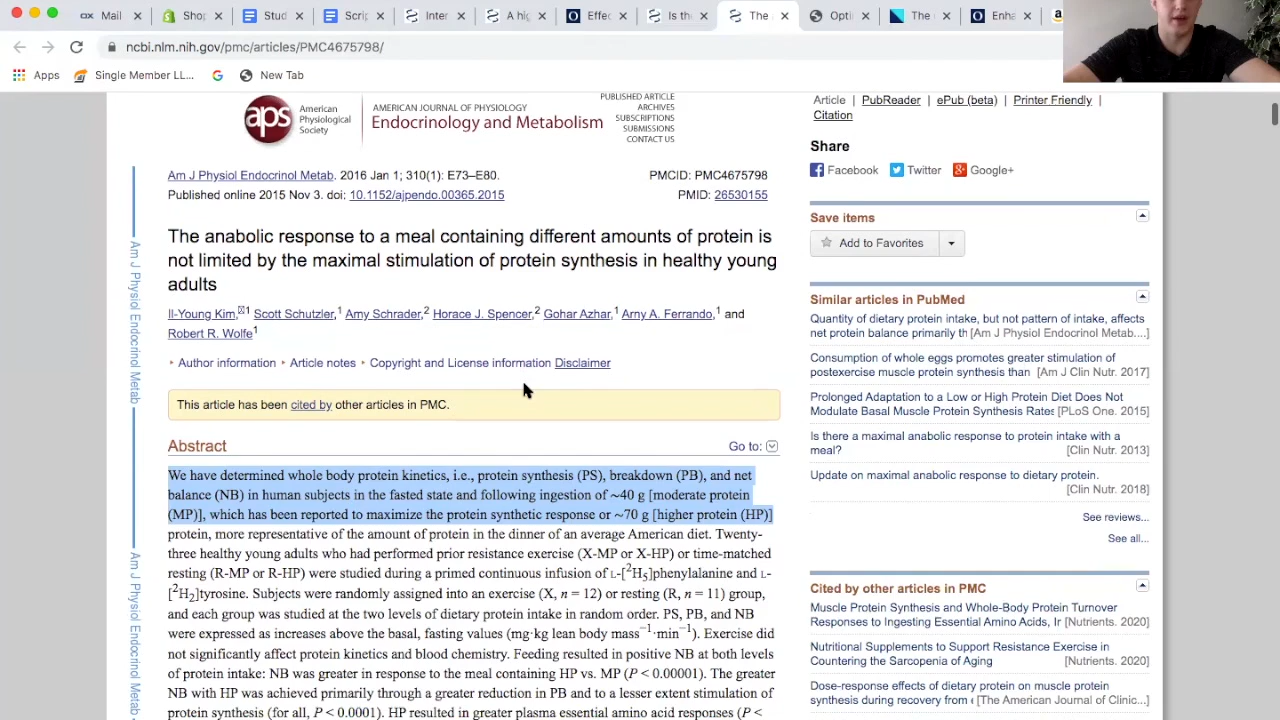 Mail
Shop
Stud
Scrip
Inter
A hig
Effec
Is the
The
Optim
The
Enha
ncbi.nlm.nih.gov/pmc/articles/PMC4675798/
Apps
Single Member LL...
New Tab
aps
American
Physiological
Society
AMERICAN JOURNAL OF PHYSIOLOGY
Endocrinology and Metabolism
PUBLISHED ARTICLE
ARCHIVES
SUBSCRIPTIONS
SUBMISSIONS
CONTACT US
Am J Physiol Endocrinol Metab. 2016 Jan 1; 310(1): E73–E80.
PMCID: PMC4675798
Published online 2015 Nov 3. doi: 10.1152/ajpendo.00365.2015
PMID: 26530155
The anabolic response to a meal containing different amounts of protein is
not limited by the maximal stimulation of protein synthesis in healthy young
adults
Il-Young Kim,1 Scott Schutzler,1 Amy Schrader,2 Horace J. Spencer,2 Gohar Azhar,1 Arny A. Ferrando,1 and
Robert R. Wolfe1
Author information
Article notes
Copyright and License information Disclaimer
This article has been cited by other articles in PMC.
Abstract
Go to:
We have determined whole body protein kinetics, i.e., protein synthesis (PS), breakdown (PB), and net
balance (NB) in human subjects in the fasted state and following ingestion of ~40 g [moderate protein
(MP)], which has been reported to maximize the protein synthetic response or ~70 g [higher protein (HP)]
protein, more representative of the amount of protein in the dinner of an average American diet. Twenty-
three healthy young adults who had performed prior resistance exercise (X-MP or X-HP) or time-matched
resting (R-MP or R-HP) were studied during a primed continuous infusion of L-[2H5]phenylalanine and L-
[2H2]tyrosine. Subjects were randomly assigned into an exercise (X, n = 12) or resting (R, n = 11) group,
and each group was studied at the two levels of dietary protein intake in random order. PS, PB, and NB
were expressed as increases above the basal, fasting values (mg·kg lean body mass−1·min−1). Exercise did
not significantly affect protein kinetics and blood chemistry. Feeding resulted in positive NB at both levels
of protein intake: NB was greater in response to the meal containing HP vs. MP (P < 0.00001). The greater
NB with HP was achieved primarily through a greater reduction in PB and to a lesser extent stimulation of
protein synthesis (for all, P < 0.0001). HP resulted in greater plasma essential amino acid responses (P <
Am J Physiol Endocrinol Metab
Am J Physiol Endocrinol Metab
Article | PubReader | ePub (beta) | Printer Friendly |
Citation
Share
Facebook
Twitter
Google+
Save items
Add to Favorites
Similar articles in PubMed
Quantity of dietary protein intake, but not pattern of intake, affects
net protein balance primarily th [Am J Physiol Endocrinol Metab....]
Consumption of whole eggs promotes greater stimulation of
postexercise muscle protein synthesis than [Am J Clin Nutr. 2017]
Prolonged Adaptation to a Low or High Protein Diet Does Not
Modulate Basal Muscle Protein Synthesis Rates [PLoS One. 2015]
Is there a maximal anabolic response to protein intake with a
meal? [Clin Nutr. 2013]
Update on maximal anabolic response to dietary protein.
[Clin Nutr. 2018]
See reviews...
See all...
Cited by other articles in PMC
Muscle Protein Synthesis and Whole-Body Protein Turnover
Responses to Ingesting Essential Amino Acids, Ir [Nutrients. 2020]
Nutritional Supplements to Support Resistance Exercise in
Countering the Sarcopenia of Aging [Nutrients. 2020]
Dose-response effects of dietary protein on muscle protein
synthesis during recovery from [The American Journal of Clinic...]